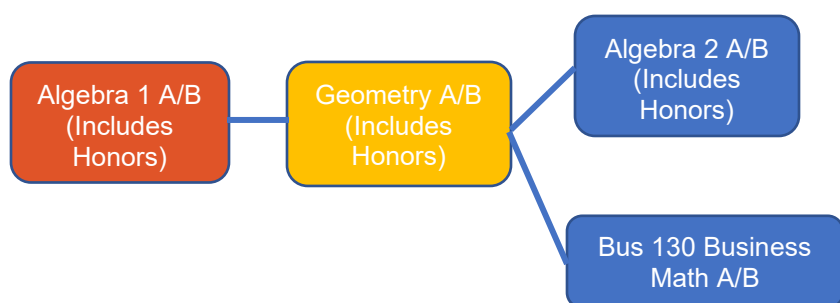 Algebra 1 A/B
(Includes
Honors)
Geometry A/B
(Includes
Honors)
Algebra 2 A/B
(Includes
Honors)
Bus 130 Business
Math A/B